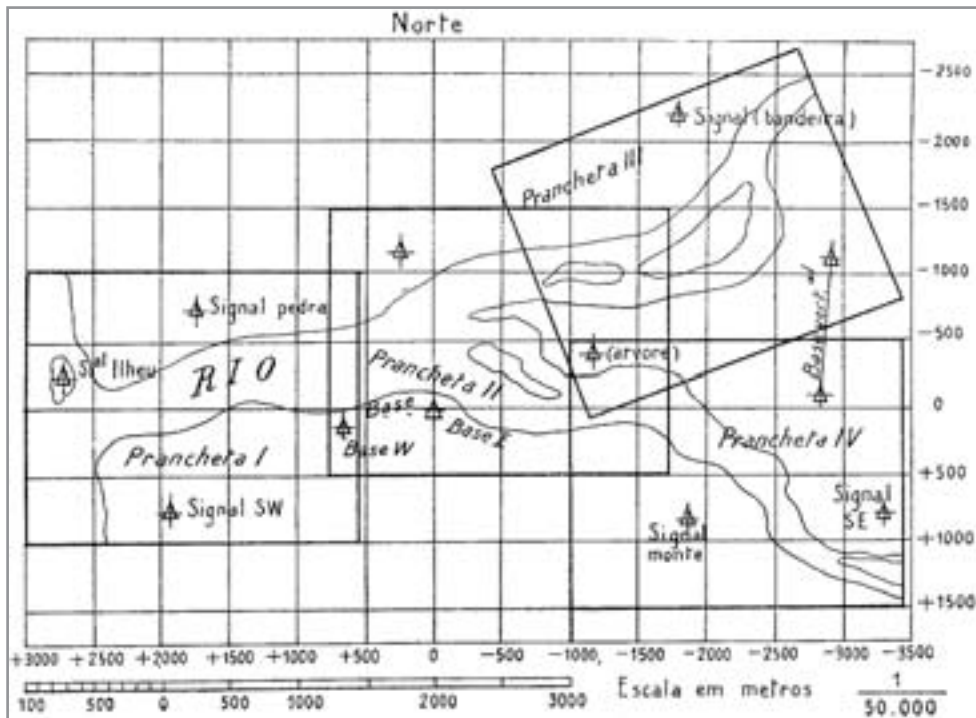 Norte
-2500
Signal (bandeira)
-2000
Prancheta III
-1500
-1000
Signal pedra
-500
Sal Ilheu
(arvore)
RIO
Prancheta II
0
Base
Base E
Prancheta I
Base W
Prancheta IV
+500
Signal SW
Signal SE
Signal monte
+1000
+1500
+3000 +2500 +2000 +1500 +1000 +500 0 -500 -1000, -1500 -2000 -2500 -3000 -3500
100 500 0 500 1000 2000 3000
Escala em metros 1
50.000